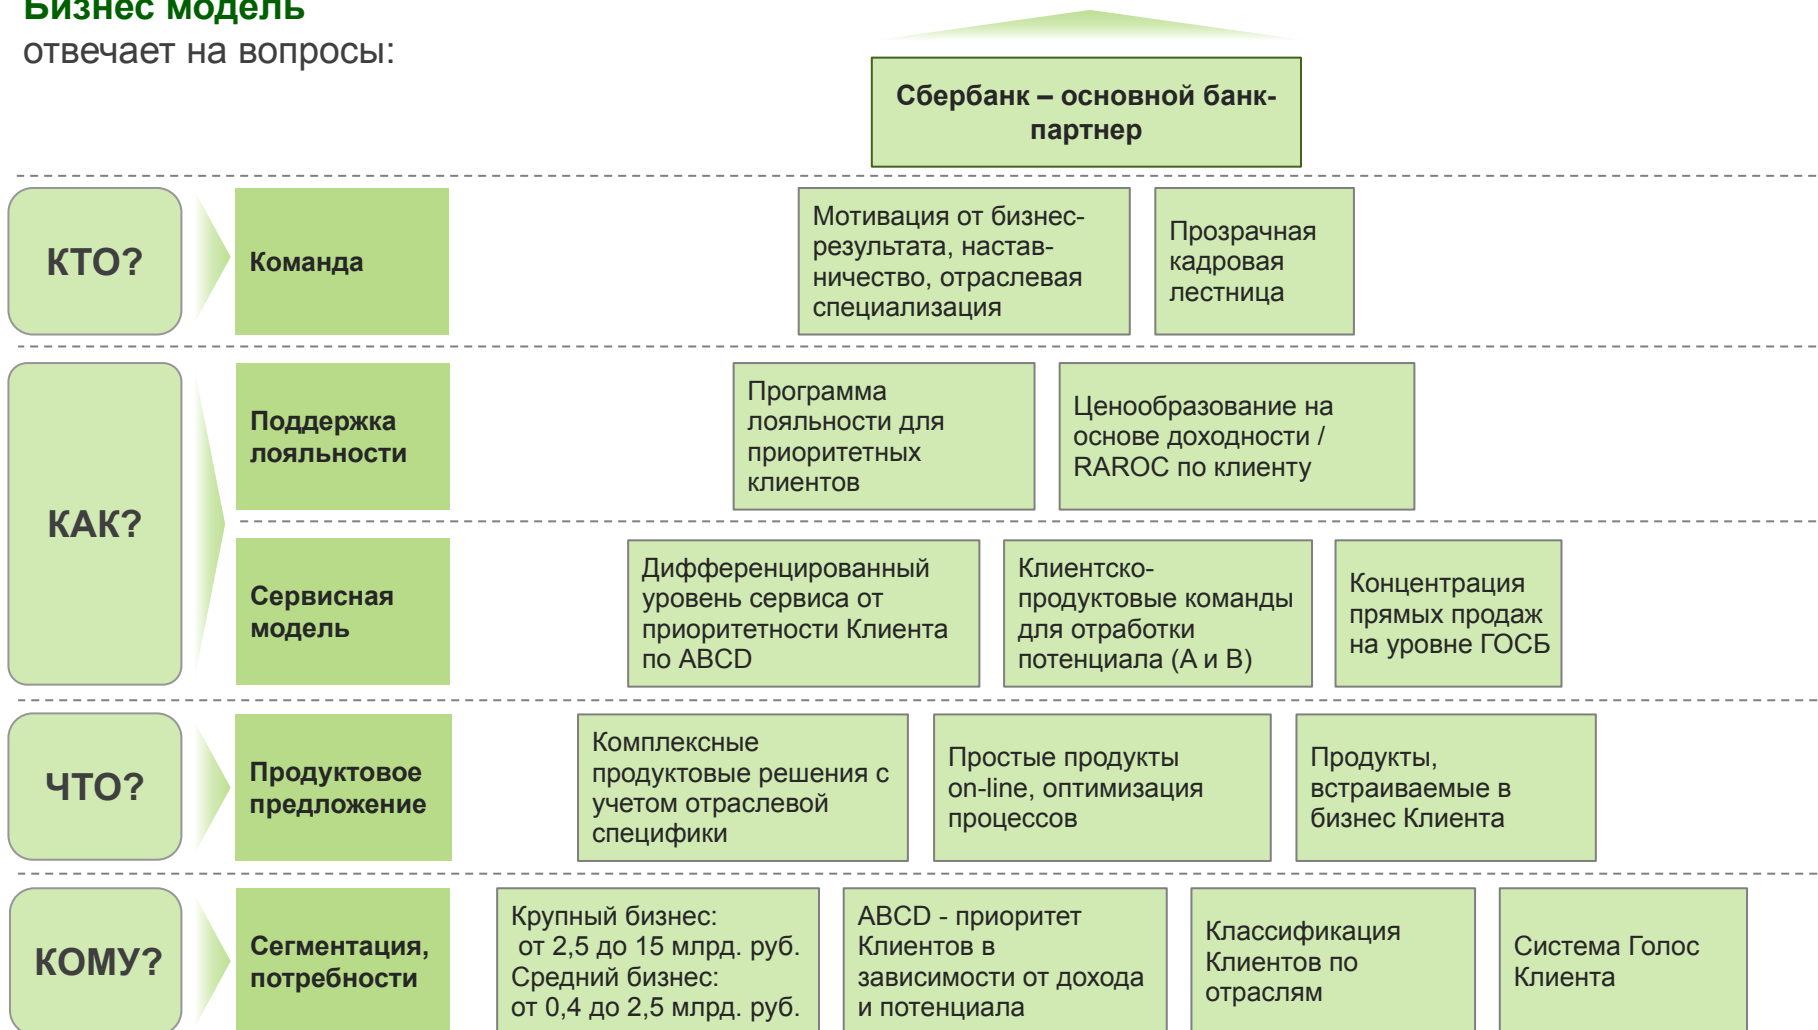 Бизнес модель
отвечает на вопросы:
Сбербанк – основной банк-
партнер
КТО?
Команда
Мотивация от бизнес-
результата, настав-
ничество, отраслевая
специализация
Прозрачная
кадровая
лестница
КАК?
Поддержка
лояльности
Программа
лояльности для
приоритетных
клиентов
Ценообразование на
основе доходности /
RAROC по клиенту
Сервисная
модель
Дифференцированный
уровень сервиса от
приоритетности Клиента
по ABCD
Клиентско-
продуктовые команды
для отработки
потенциала (А и В)
Концентрация
прямых продаж
на уровне ГОСБ
ЧТО?
Продуктовое
предложение
Комплексные
продуктовые решения с
учетом отраслевой
специфики
Простые продукты
on-line, оптимизация
процессов
Продукты,
встраиваемые в
бизнес Клиента
КОМУ?
Сегментация,
потребности
Крупный бизнес:
от 2,5 до 15 млрд. руб.
Средний бизнес:
от 0,4 до 2,5 млрд. руб.
ABCD - приоритет
Клиентов в
зависимости от дохода
и потенциала
Классификация
Клиентов по
отраслям
Система Голос
Клиента